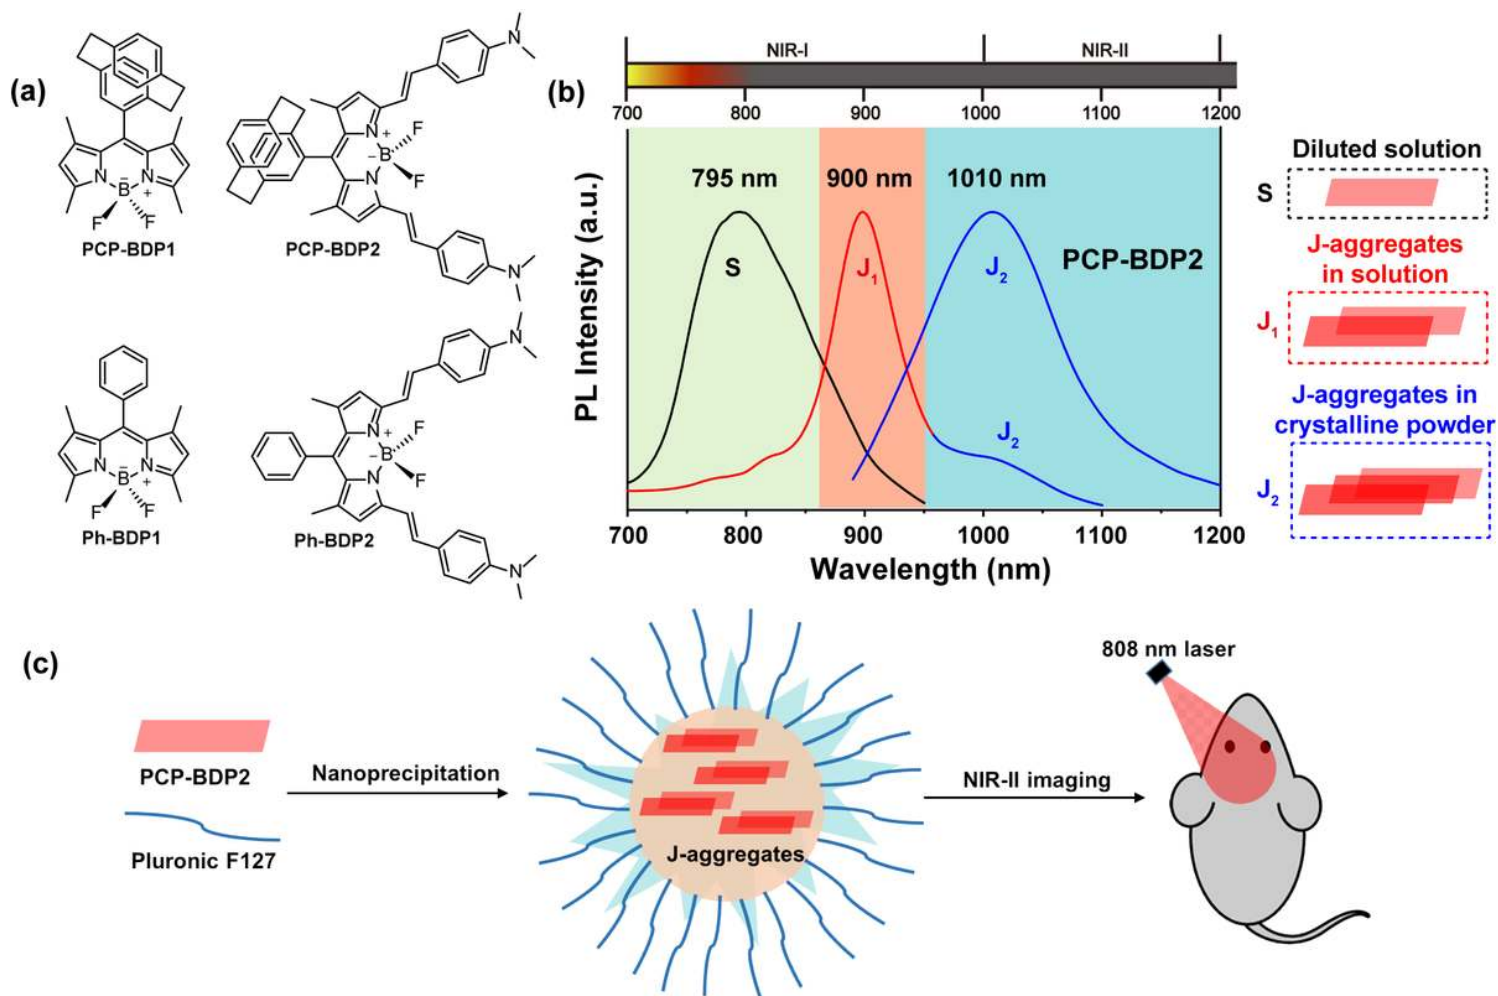 (a)
PCP-BDP1
PCP-BDP2
Ph-BDP1
Ph-BDP2
N
N
B
F
F
+
−
N
N
N
N
B
F
F
+
−
N
N
B
F
F
+
−
N
N
N
N
B
F
F
+
−
(b)
NIR-I
NIR-II
700
800
900
1000
1100
1200
795 nm
900 nm
1010 nm
S
J1
J2
PCP-BDP2
J2
PL Intensity (a.u.)
700
800
900
1000
1100
1200
Wavelength (nm)
Diluted solution
S
J-aggregates
in solution
J1
J-aggregates in
crystalline powder
J2
(c)
PCP-BDP2
Pluronic F127
Nanoprecipitation
J-aggregates
NIR-II imaging
808 nm laser